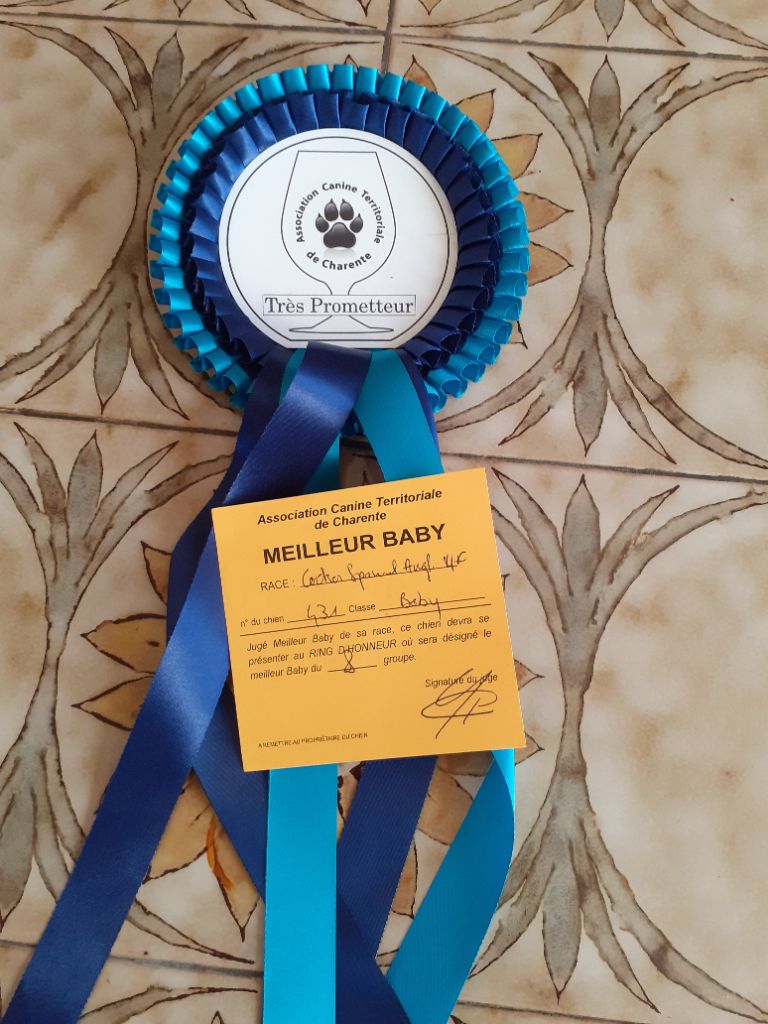 Association Canine Territoriale
de Charente
Très Prometteur
Association Canine Territoriale
de Charente
MEILLEUR BABY
RACE : Cocker Spaniel Angl.
n° du chien 431 Classe Baby
Jugé Meilleur Baby de sa race, ce chien devra se
présenter au RING D'HONNEUR où sera désigné le
meilleur Baby du 8 groupe.
Signature du juge
A REMETTRE AU PROPRIÉTAIRE DU CHIEN